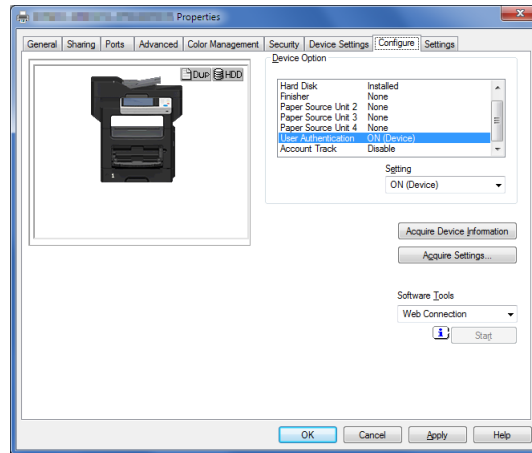 Properties
General Sharing Ports Advanced Color Management Security Device Settings Configure Settings
Dup HDD
Device Option
Hard Disk Installed
Finisher None
Paper Source Unit 2 None
Paper Source Unit 3 None
Paper Source Unit 4 None
User Authentication ON (Device)
Account Track Disable
Setting
ON (Device)
Acquire Device Information
Acquire Settings...
Software Tools
Web Connection
Start
OK Cancel Apply Help